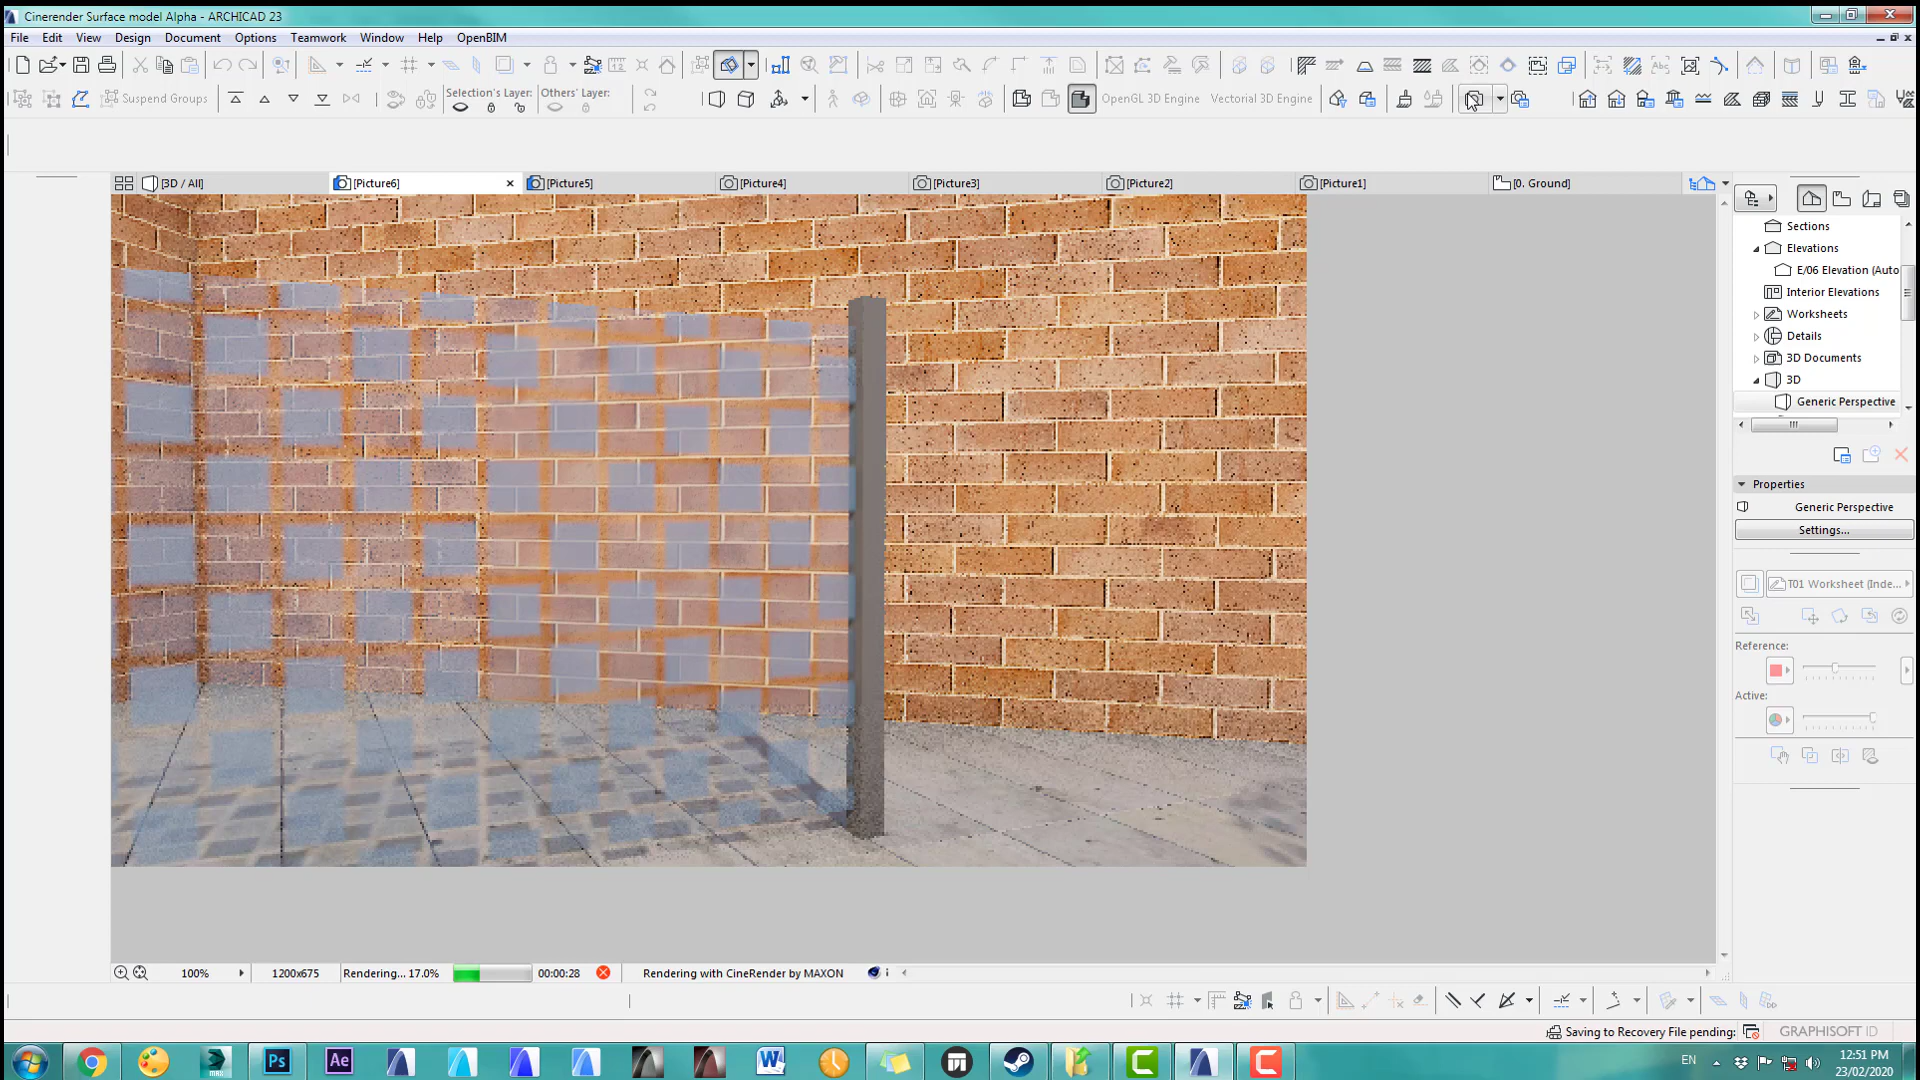 Cinerender Surface model Alpha - ARCHICAD 23
File Edit View Design Document Options Teamwork Window Help OpenBIM
Suspend Groups
Selection's Layer:
Others' Layer:
OpenGL 3D Engine
Vectorial 3D Engine
[3D / All]
[Picture6]
[Picture5]
[Picture4]
[Picture3]
[Picture2]
[Picture1]
[0. Ground]
Sections
Elevations
E/06 Elevation (Auto
Interior Elevations
Worksheets
Details
3D Documents
3D
Generic Perspective
Properties
Generic Perspective
Settings...
T01 Worksheet (Inde...
Reference:
Active:
100%
1200x675
Rendering... 17.0%
00:00:28
Rendering with CineRender by MAXON
Saving to Recovery File pending:
GRAPHISOFT ID
MAX
Ps
Ae
W
EN
12:51 PM
23/02/2020